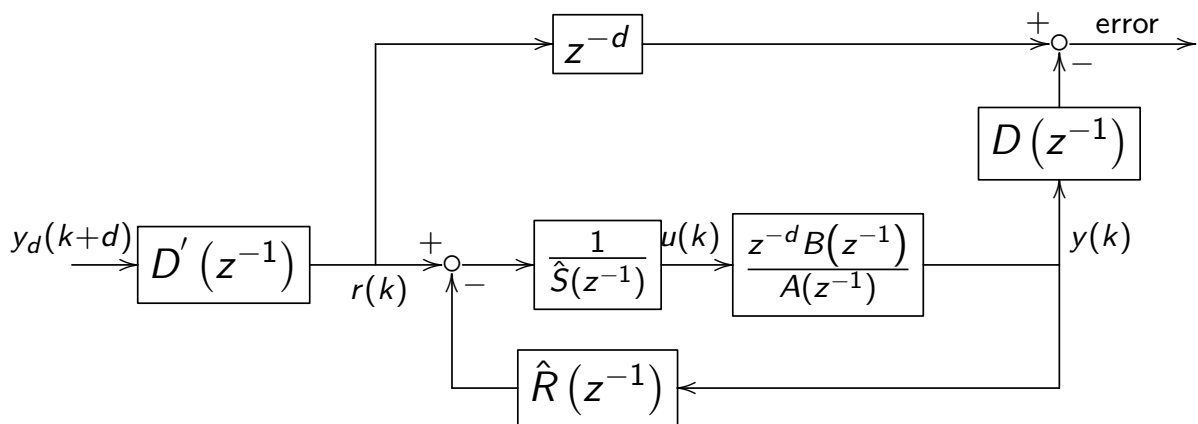 +
error
z^{-d}
−
D (z^{-1})
y_d(k+d)
D' (z^{-1})
r(k)
+
−
1
Ŝ(z^{-1})
u(k)
z^{-d} B(z^{-1})
A(z^{-1})
y(k)
R̂ (z^{-1})